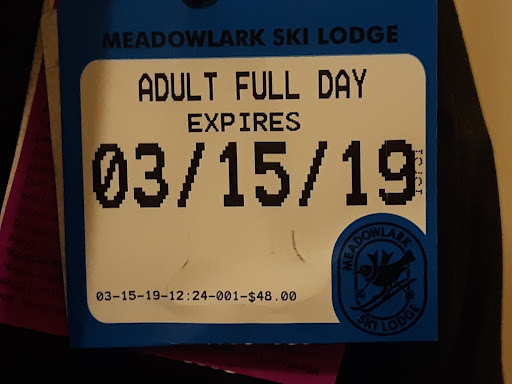 MEADOWLARK SKI LODGE
ADULT FULL DAY
EXPIRES
03/15/19
03-15-19-12:24-001-$48.00
MEADOWLARK
SKI LODGE